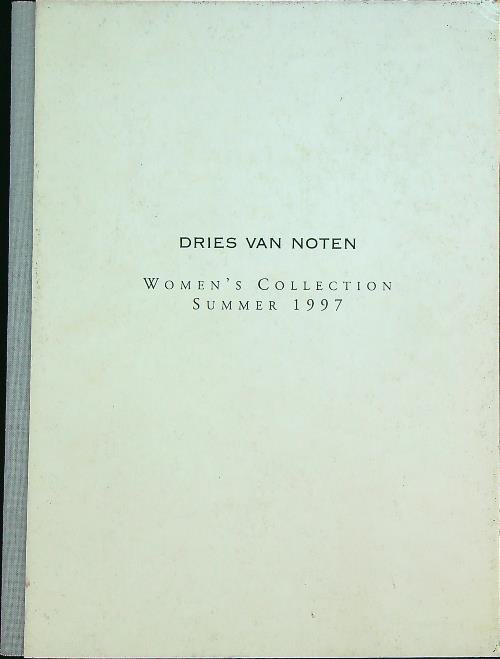 DRIES VAN NOTEN
WOMEN'S COLLECTION
SUMMER 1997